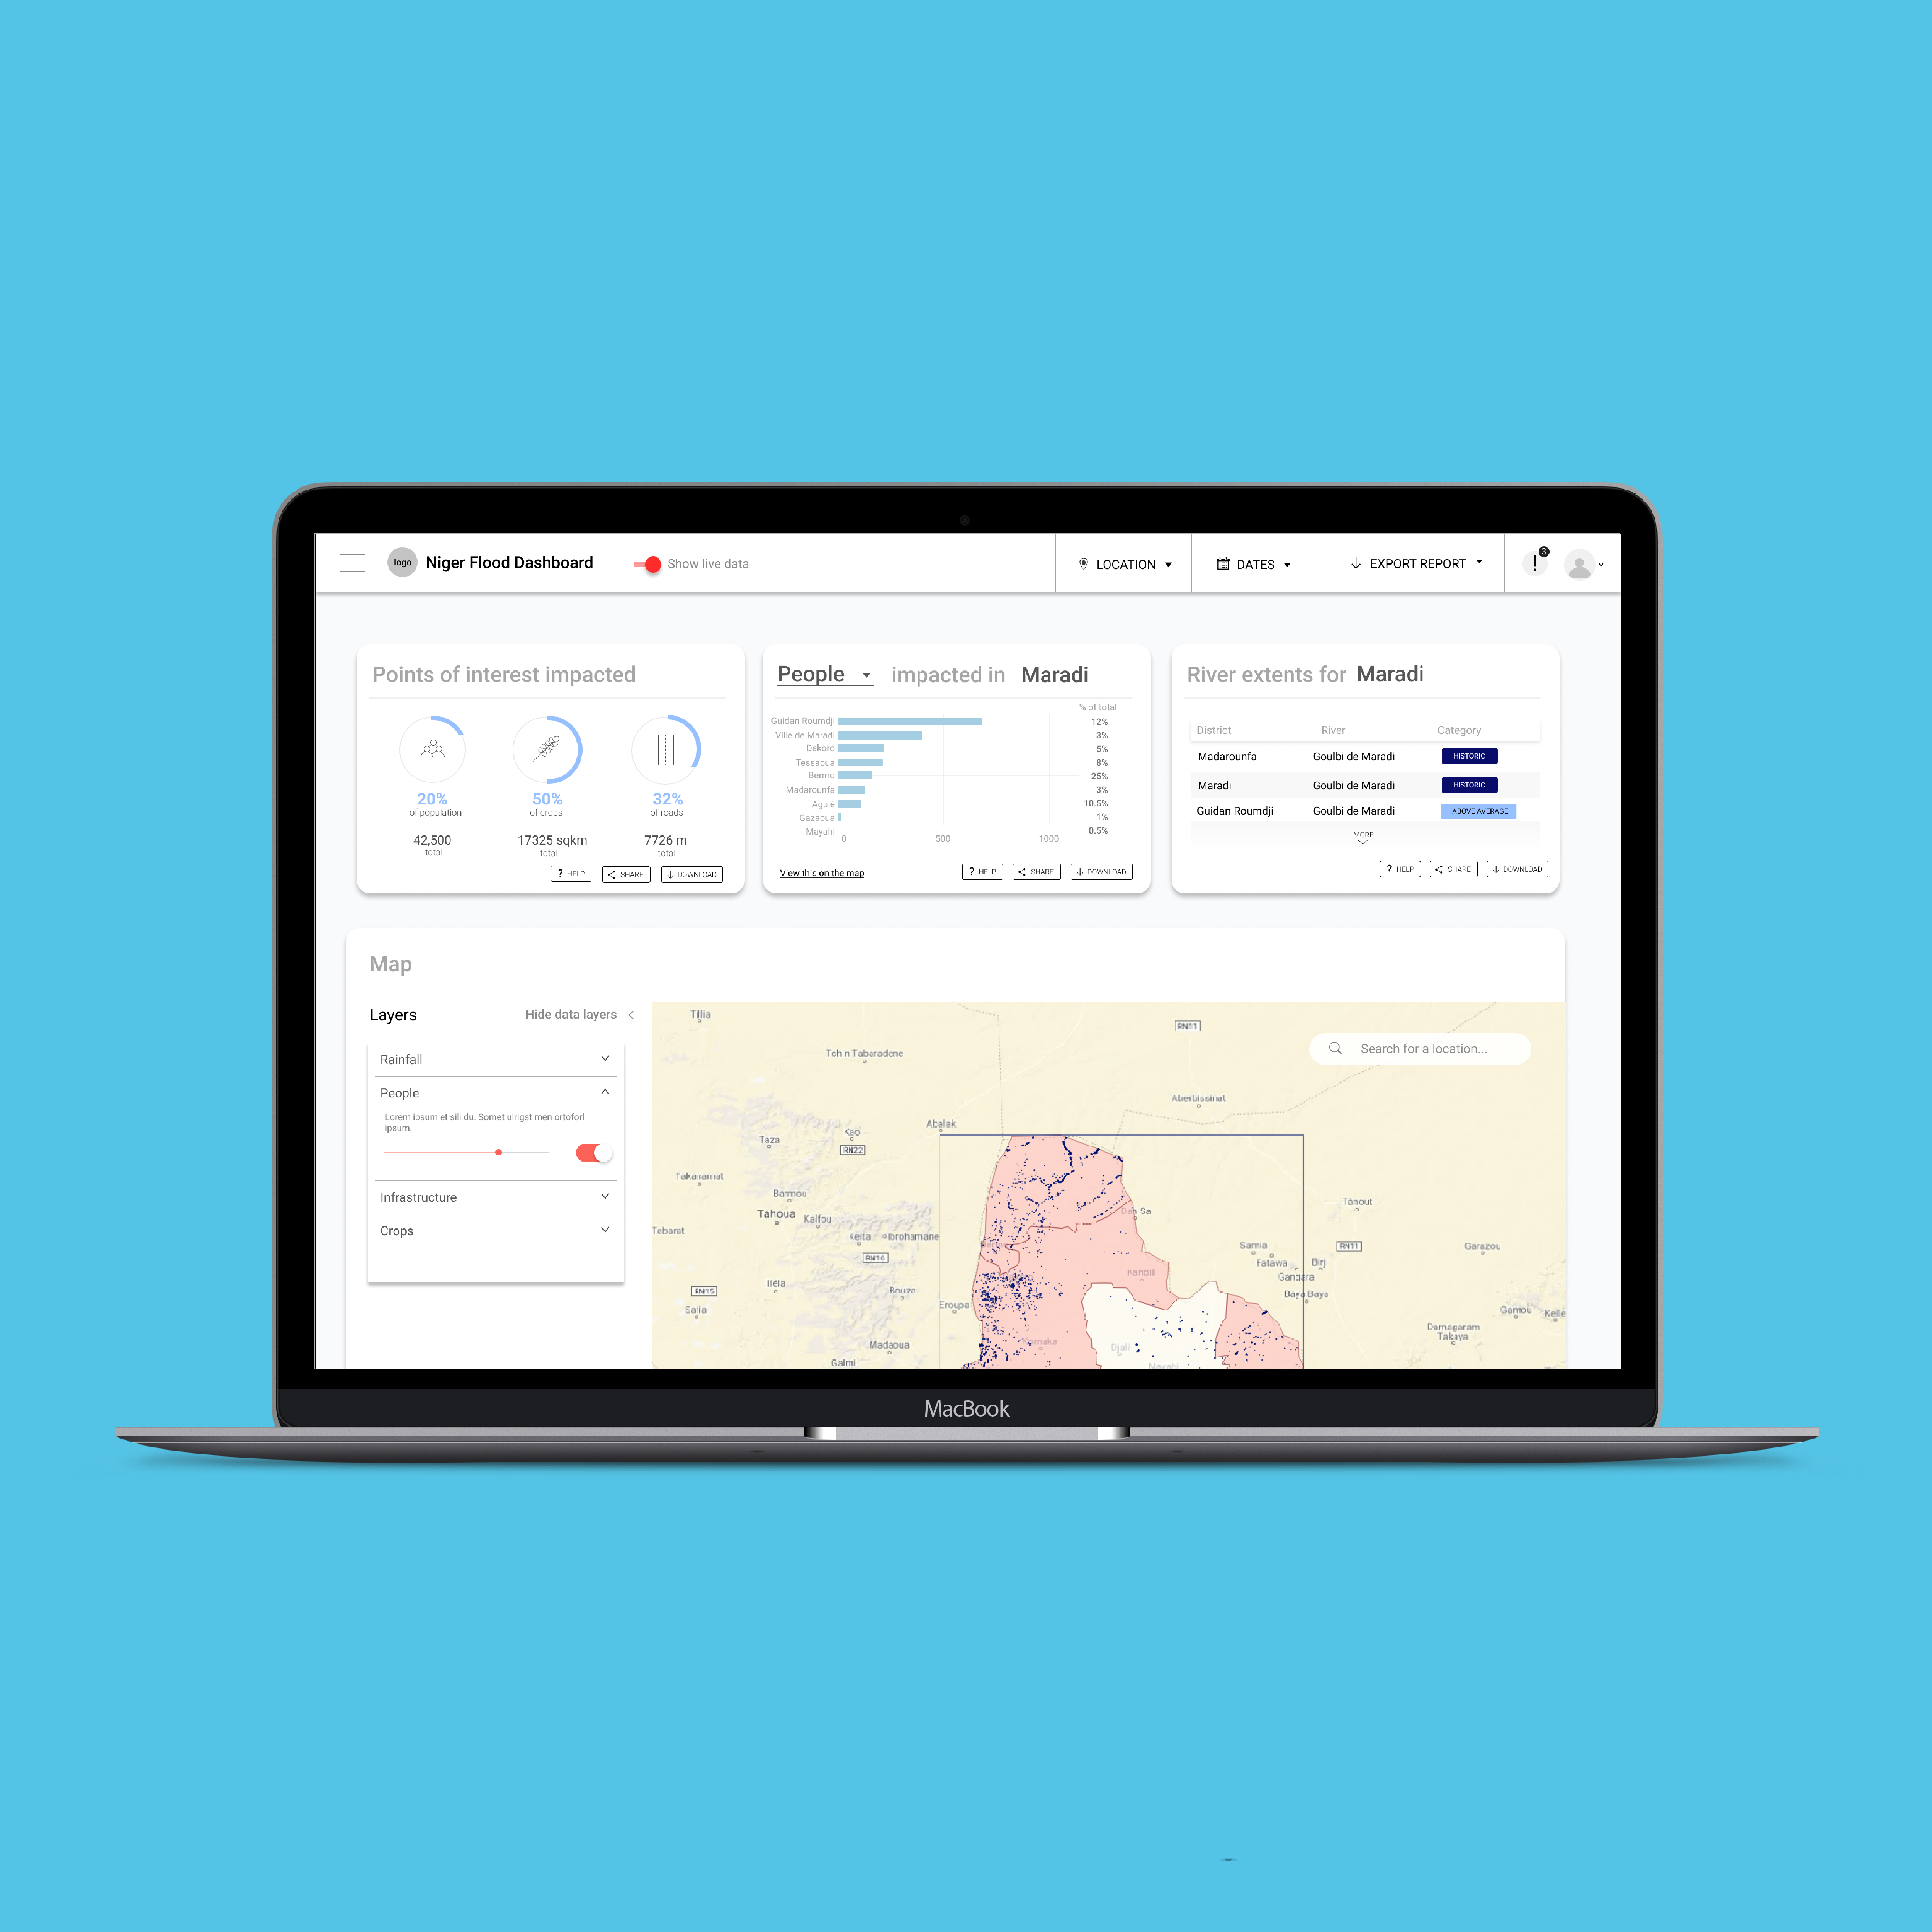 logo
Niger Flood Dashboard
Show live data
LOCATION
DATES
EXPORT REPORT
!
3
Points of interest impacted
20%
of population
50%
of crops
32%
of roads
42,500
total
17325 sqkm
total
7726 m
total
? HELP
SHARE
DOWNLOAD
People impacted in Maradi
% of total
Guidan Roumdji 12%
Ville de Maradi 3%
Dakoro 5%
Tessaoua 8%
Bermo 25%
Madarounfa 3%
Aguié 10.5%
Gazaoua 1%
Mayahi 0.5%
0 500 1000
View this on the map
? HELP
SHARE
DOWNLOAD
River extents for Maradi
District River Category
Madarounfa Goulbi de Maradi HISTORIC
Maradi Goulbi de Maradi HISTORIC
Guidan Roumdji Goulbi de Maradi ABOVE AVERAGE
MORE
? HELP
SHARE
DOWNLOAD
Map
Layers
Hide data layers
Rainfall
People
Lorem ipsum et sili du. Somet ulrigst men ortoforl
ipsum.
Infrastructure
Crops
Search for a location...
Tillia
RN11
Tchin Tabaradene
Aberbissinat
Abalak
Kao
Taza
RN22
Takanamat
Barmou
Tanout
Tahoua
Kalfou
Dan Ga
Tebarat
Keita
Ibrohamane
Samia
RN11
Garazou
RN16
Fatawa
Birji
Kandili
Gangara
Illéla
RN15
Bouza
Daya Baya
Eroupa
Safia
Gamou
Kelle
Damagaram
Takaya
Madaoua
Djali
Galmi
Mayahi
MacBook